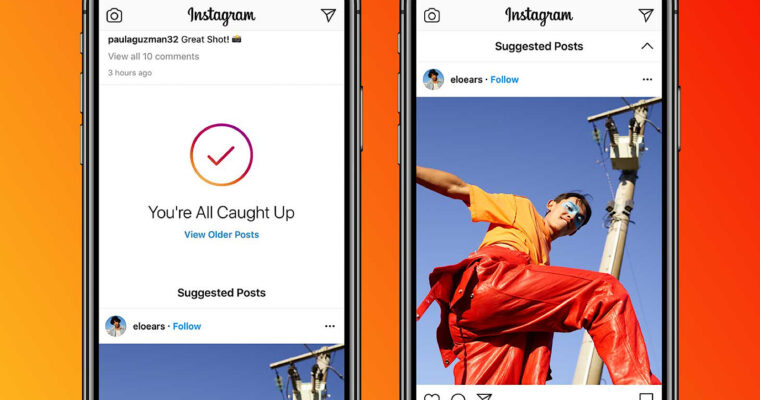 Instagram
paulaguzman32 Great Shot! 📸
View all 10 comments
3 hours ago
You're All Caught Up
View Older Posts
Suggested Posts
eloears · Follow
Instagram
Suggested Posts
eloears · Follow